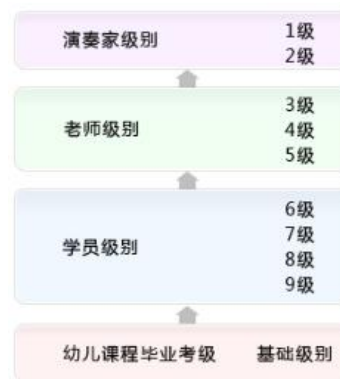 演奏家级别
1级
2级
老师级别
3级
4级
5级
学员级别
6级
7级
8级
9级
幼儿课程毕业考级 基础级别